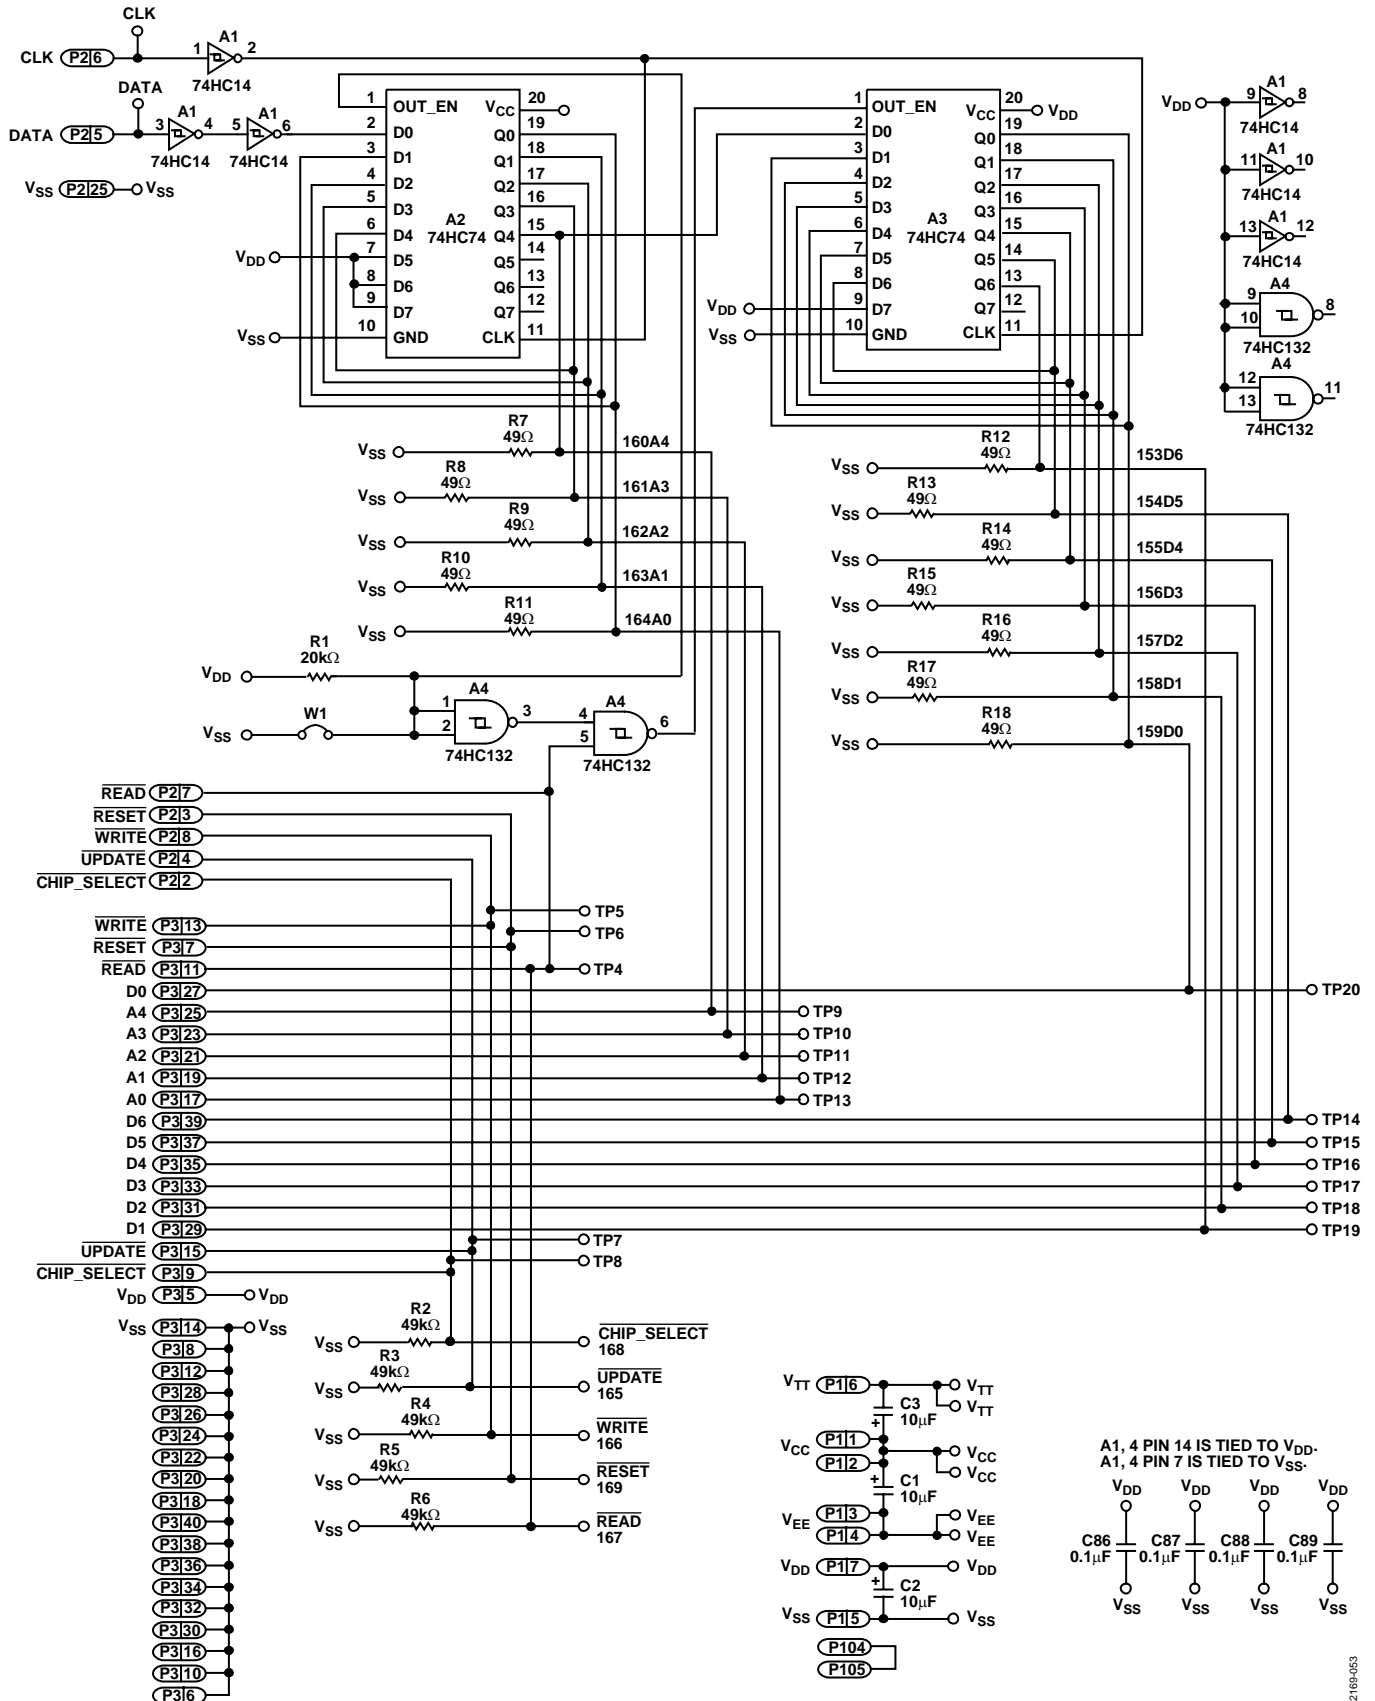 CLK
CLK P2 6
1 A1 2
74HC14
DATA
DATA P2 5
3 A1 4
74HC14
5 A1 6
74HC14
VSS P2 25 VSS
1 OUT_EN
2 D0
3 D1
4 D2
5 D3
6 D4
7 D5
8 D6
9 D7
10 GND
VDD
VSS
A2
74HC74
VCC 20
Q0 19
Q1 18
Q2 17
Q3 16
Q4 15
Q5 14
Q6 13
Q7 12
CLK 11
1 OUT_EN
2 D0
3 D1
4 D2
5 D3
6 D4
7 D5
8 D6
9 D7
10 GND
VDD
VSS
A3
74HC74
VCC 20 VDD
Q0 19
Q1 18
Q2 17
Q3 16
Q4 15
Q5 14
Q6 13
Q7 12
CLK 11
VDD
9 A1 8
74HC14
11 A1 10
74HC14
13 A1 12
74HC14
A4
9
10
8
74HC132
A4
12
13
11
74HC132
R7
49Ω
VSS 160A4
R8
49Ω
VSS 161A3
R9
49Ω
VSS 162A2
R10
49Ω
VSS 163A1
R11
49Ω
VSS 164A0
R12
49Ω
VSS 153D6
R13
49Ω
VSS 154D5
R14
49Ω
VSS 155D4
R15
49Ω
VSS 156D3
R16
49Ω
VSS 157D2
R17
49Ω
VSS 158D1
R18
49Ω
VSS 159D0
R1
20kΩ
VDD
W1
VSS
A4
1
2
3
74HC132
A4
4
5
6
74HC132
READ P2 7
RESET P2 3
WRITE P2 8
UPDATE P2 4
CHIP_SELECT P2 2
TP5
WRITE P3 13
TP6
RESET P3 7
READ P3 11 TP4
D0 P3 27 TP20
A4 P3 25 TP9
A3 P3 23 TP10
A2 P3 21 TP11
A1 P3 19 TP12
A0 P3 17 TP13
D6 P3 39 TP14
D5 P3 37 TP15
D4 P3 35 TP16
D3 P3 33 TP17
D2 P3 31 TP18
D1 P3 29 TP19
TP7
UPDATE P3 15
TP8
CHIP_SELECT P3 9
VDD P3 5 VDD
VSS P3 14 VSS
P3 8
P3 12
P3 28
P3 26
P3 24
P3 22
P3 20
P3 18
P3 40
P3 38
P3 36
P3 34
P3 32
P3 30
P3 16
P3 10
P3 6
R2
49kΩ
VSS CHIP_SELECT
168
R3
49kΩ
VSS UPDATE
165
R4
49kΩ
VSS WRITE
166
R5
49kΩ
VSS RESET
169
R6
49kΩ
VSS READ
167
VTT P1 6 VTT
VTT
C3
10µF
+
VCC P1 1 VCC
P1 2 VCC
+
C1
10µF
VEE P1 3 VEE
P1 4 VEE
VDD P1 7 VDD
+
C2
10µF
VSS P1 5 VSS
P104
P105
A1, 4 PIN 14 IS TIED TO VDD.
A1, 4 PIN 7 IS TIED TO VSS.
VDD VDD VDD VDD
C86 C87 C88 C89
0.1µF 0.1µF 0.1µF 0.1µF
VSS VSS VSS VSS
2169-053